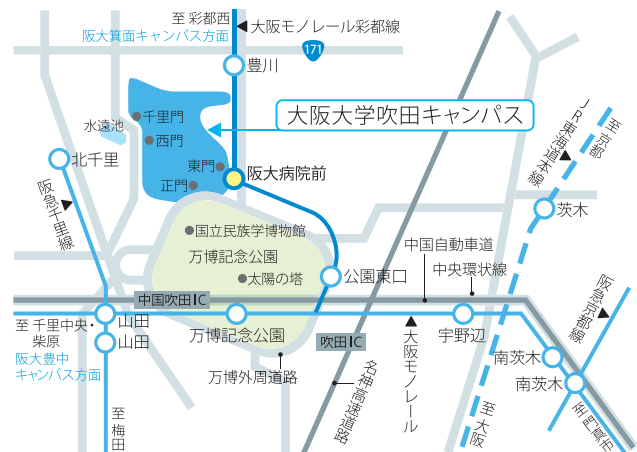 至 彩都西
阪大箕面キャンパス方面
大阪モノレール彩都線
171
豊川
大阪大学吹田キャンパス
千里門
水遠池
西門
北千里
東門
阪大病院前
正門
阪急千里線
JR東海道本線
至京都
茨木
国立民族学博物館
万博記念公園
太陽の塔
公園東口
中国自動車道
中央環状線
阪急京都線
中国吹田IC
至 千里中央・
柴原
山田
万博記念公園
宇野辺
阪大豊中
キャンパス方面
山田
吹田IC
南茨木
南茨木
万博外周道路
名神高速道路
大阪モノレール
至梅田
至大阪
至門真市